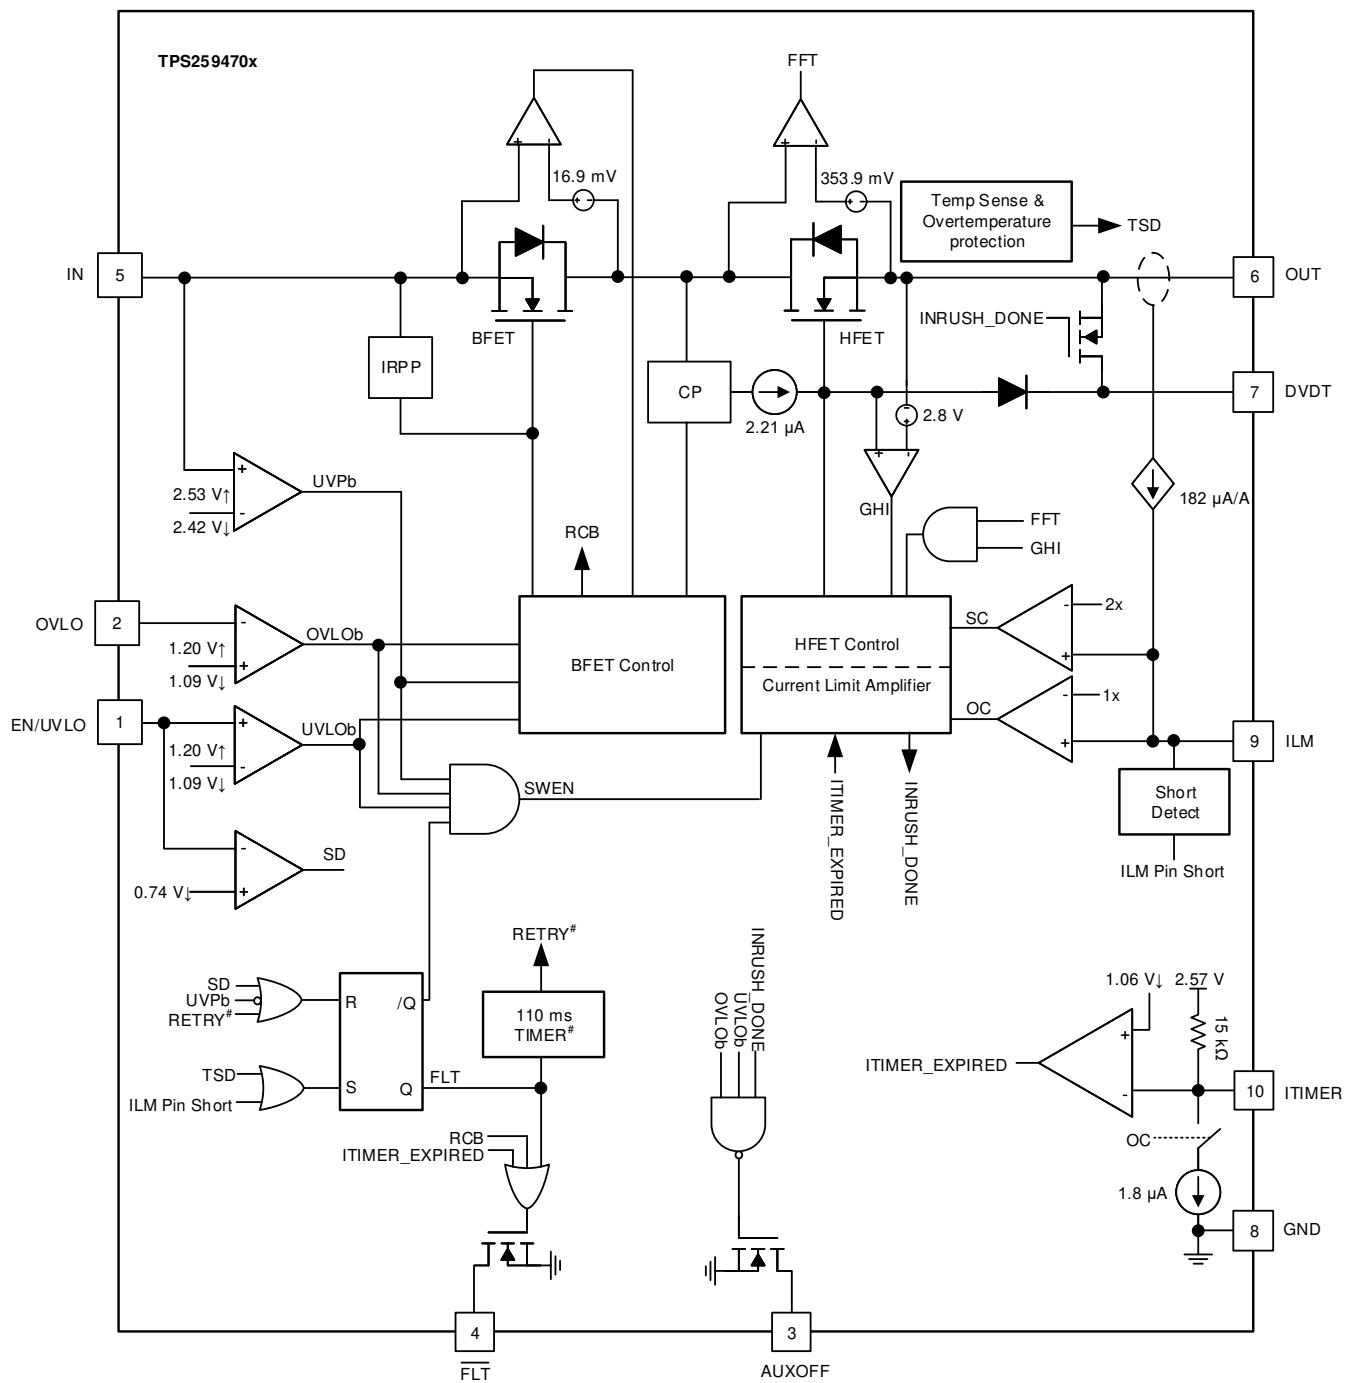 TPS259470x
FFT
16.9 mV
353.9 mV
+
-
+
-
+ -
+ -
Temp Sense &
Overtemperature
protection
TSD
IN
5
6
OUT
BFET
HFET
INRUSH_DONE
IRPP
CP
2.21 µA
-
+
2.8 V
7
DVDT
+
-
GHI
UVPb
+
2.53 V↑
-
2.42 V↓
RCB
FFT
GHI
182 µA/A
OVLO
2
-
OVLOb
1.20 V↑
+
1.09 V↓
BFET Control
HFET Control
Current Limit Amplifier
SC
-
2x
+
OC
-
1x
+
EN/UVLO
1
+
UVLOb
1.20 V↑
-
1.09 V↓
9
ILM
SWEN
ITIMER_EXPIRED
INRUSH_DONE
Short
Detect
ILM Pin Short
-
SD
0.74 V↓
+
RETRY#
SD
UVPb
RETRY#
R
/Q
110 ms
TIMER#
TSD
ILM Pin Short
S
Q
FLT
OVLOb
UVLOb
INRUSH_DONE
1.06 V↓
2.57 V
15 kΩ
+
-
ITIMER_EXPIRED
10
ITIMER
RCB
ITIMER_EXPIRED
OC
1.8 µA
8
GND
4
FLT
3
AUXOFF